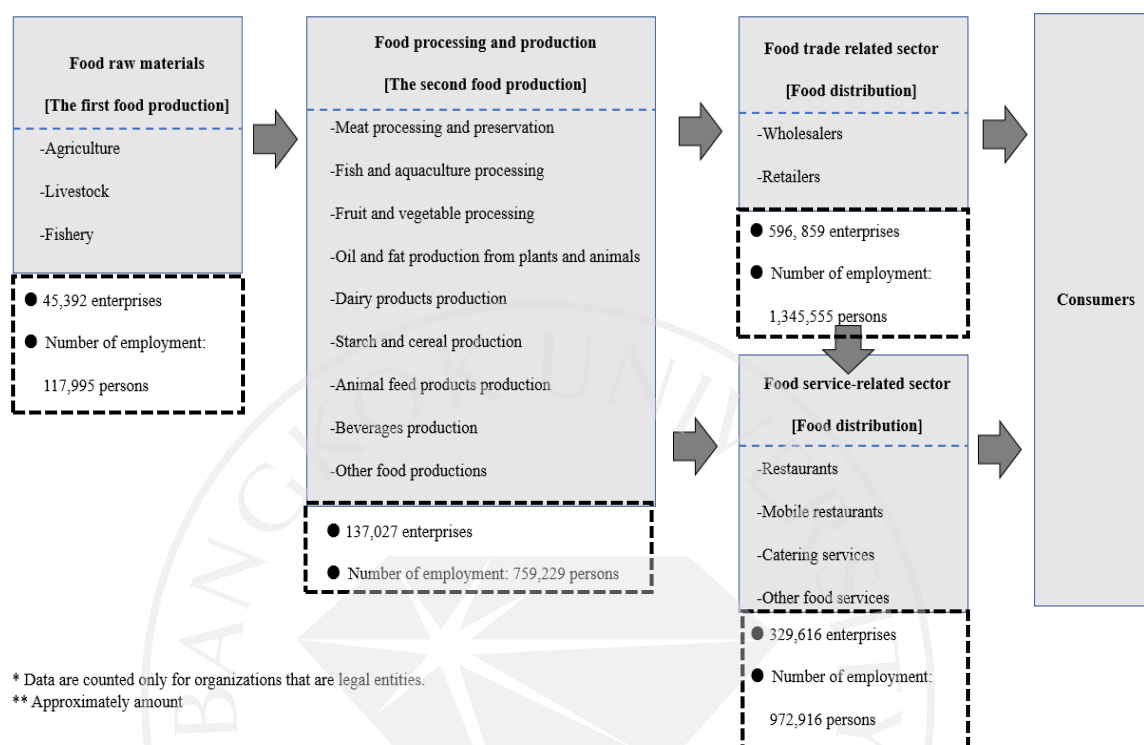 Food raw materials
[The first food production]
-Agriculture
-Livestock
-Fishery
● 45,392 enterprises
● Number of employment:
117,995 persons
Food processing and production
[The second food production]
-Meat processing and preservation
-Fish and aquaculture processing
-Fruit and vegetable processing
-Oil and fat production from plants and animals
-Dairy products production
-Starch and cereal production
-Animal feed products production
-Beverages production
-Other food productions
● 137,027 enterprises
● Number of employment: 759,229 persons
Food trade related sector
[Food distribution]
-Wholesalers
-Retailers
● 596, 859 enterprises
● Number of employment:
1,345,555 persons
Food service-related sector
[Food distribution]
-Restaurants
-Mobile restaurants
-Catering services
-Other food services
● 329,616 enterprises
● Number of employment:
972,916 persons
Consumers
* Data are counted only for organizations that are legal entities.
** Approximately amount
BANGKOK UNIVERSITY